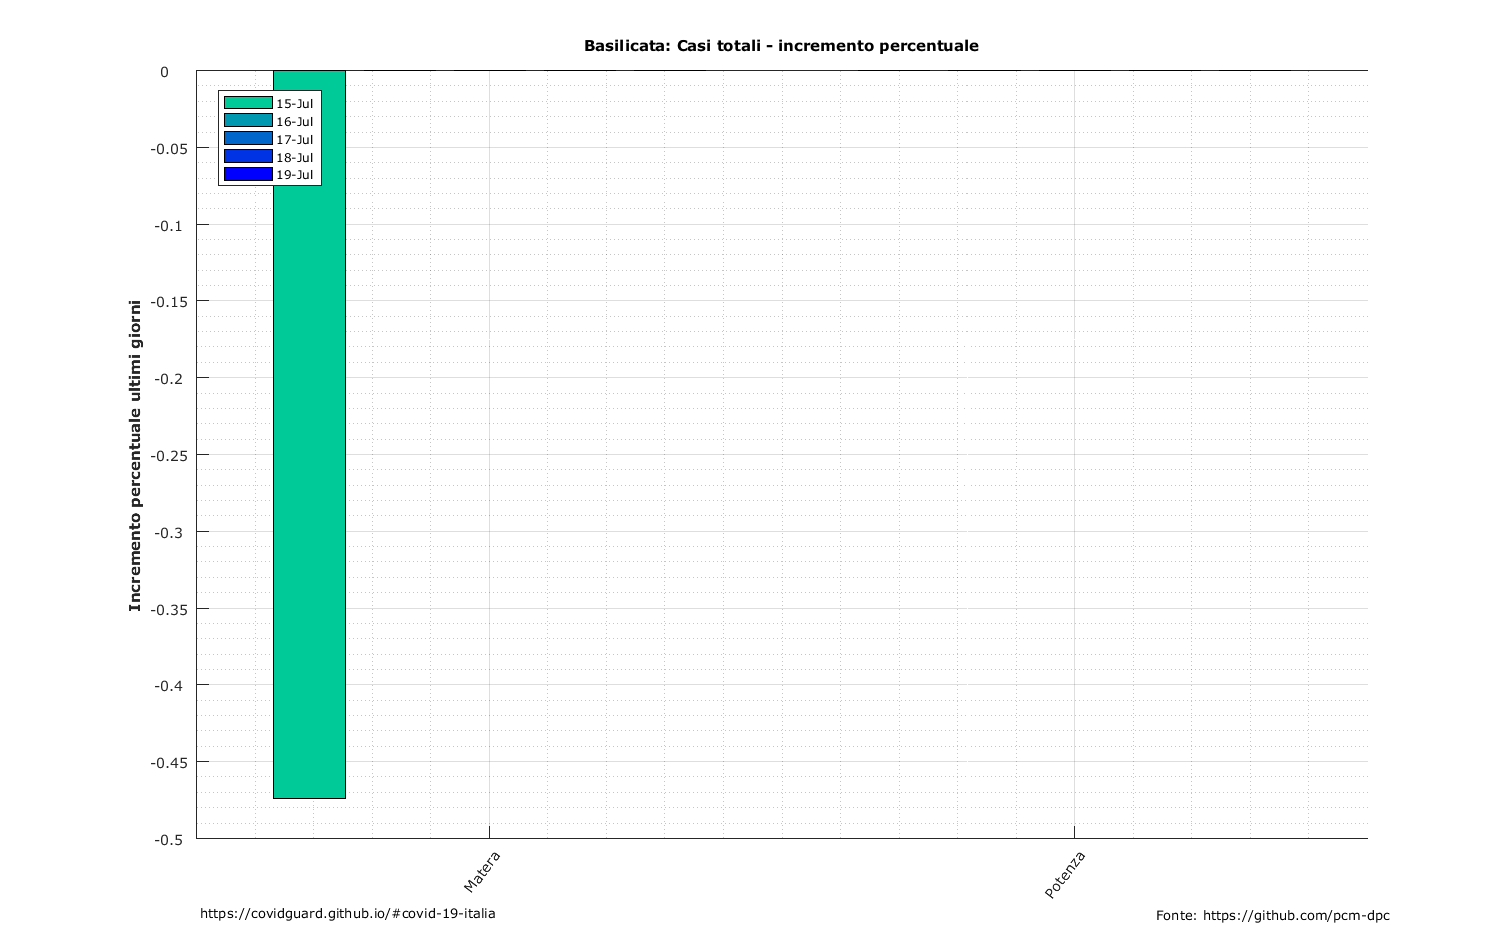 Basilicata: Casi totali - incremento percentuale
0
-0.05
-0.1
-0.15
-0.2
-0.25
-0.3
-0.35
-0.4
-0.45
-0.5
15-Jul
16-Jul
17-Jul
18-Jul
19-Jul
Incremento percentuale ultimi giorni
Matera
Potenza
https://covidguard.github.io/#covid-19-italia
Fonte: https://github.com/pcm-dpc